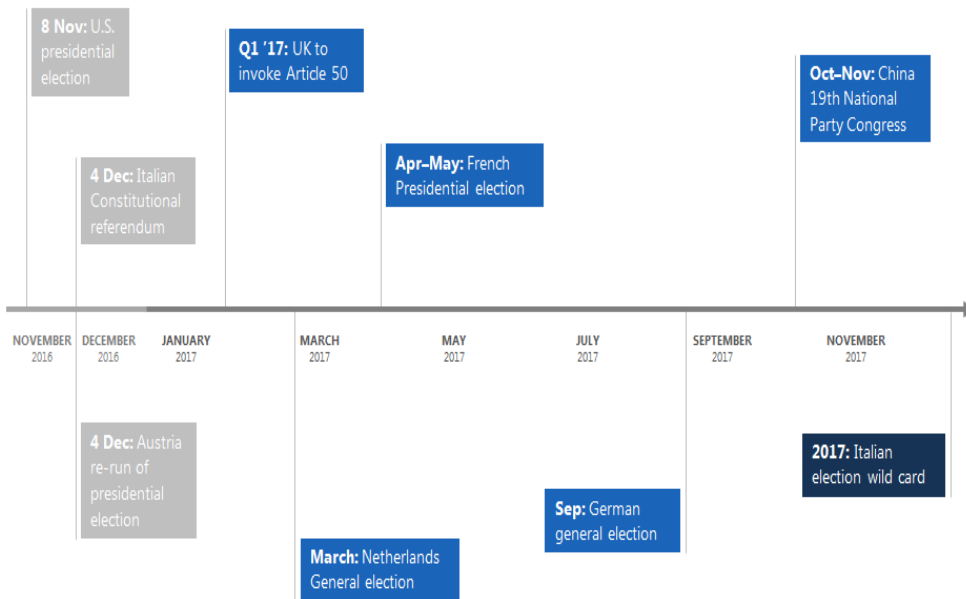 8 Nov: U.S.
presidential
election
Q1 '17: UK to
invoke Article 50
Oct–Nov: China
19th National
Party Congress
4 Dec: Italian
Constitutional
referendum
Apr–May: French
Presidential election
NOVEMBER
2016
DECEMBER
2016
JANUARY
2017
MARCH
2017
MAY
2017
JULY
2017
SEPTEMBER
2017
NOVEMBER
2017
4 Dec: Austria
re-run of
presidential
election
2017: Italian
election wild card
Sep: German
general election
March: Netherlands
General election